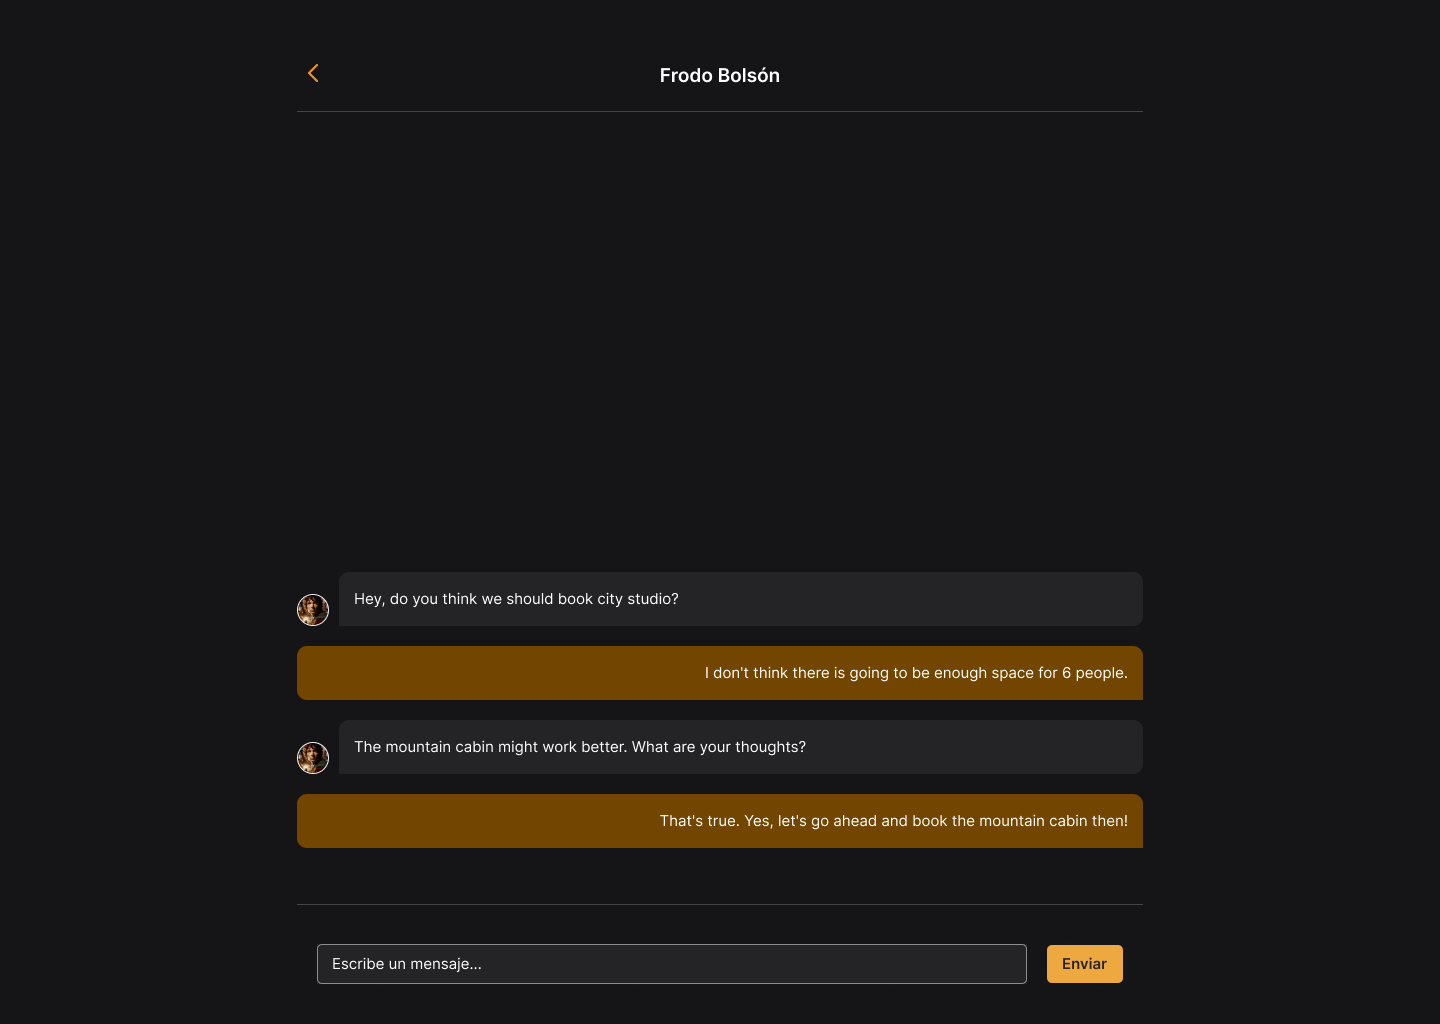 Frodo Bolsón
Hey, do you think we should book city studio?
I don't think there is going to be enough space for 6 people.
The mountain cabin might work better. What are your thoughts?
That's true. Yes, let's go ahead and book the mountain cabin then!
Escribe un mensaje...
Enviar